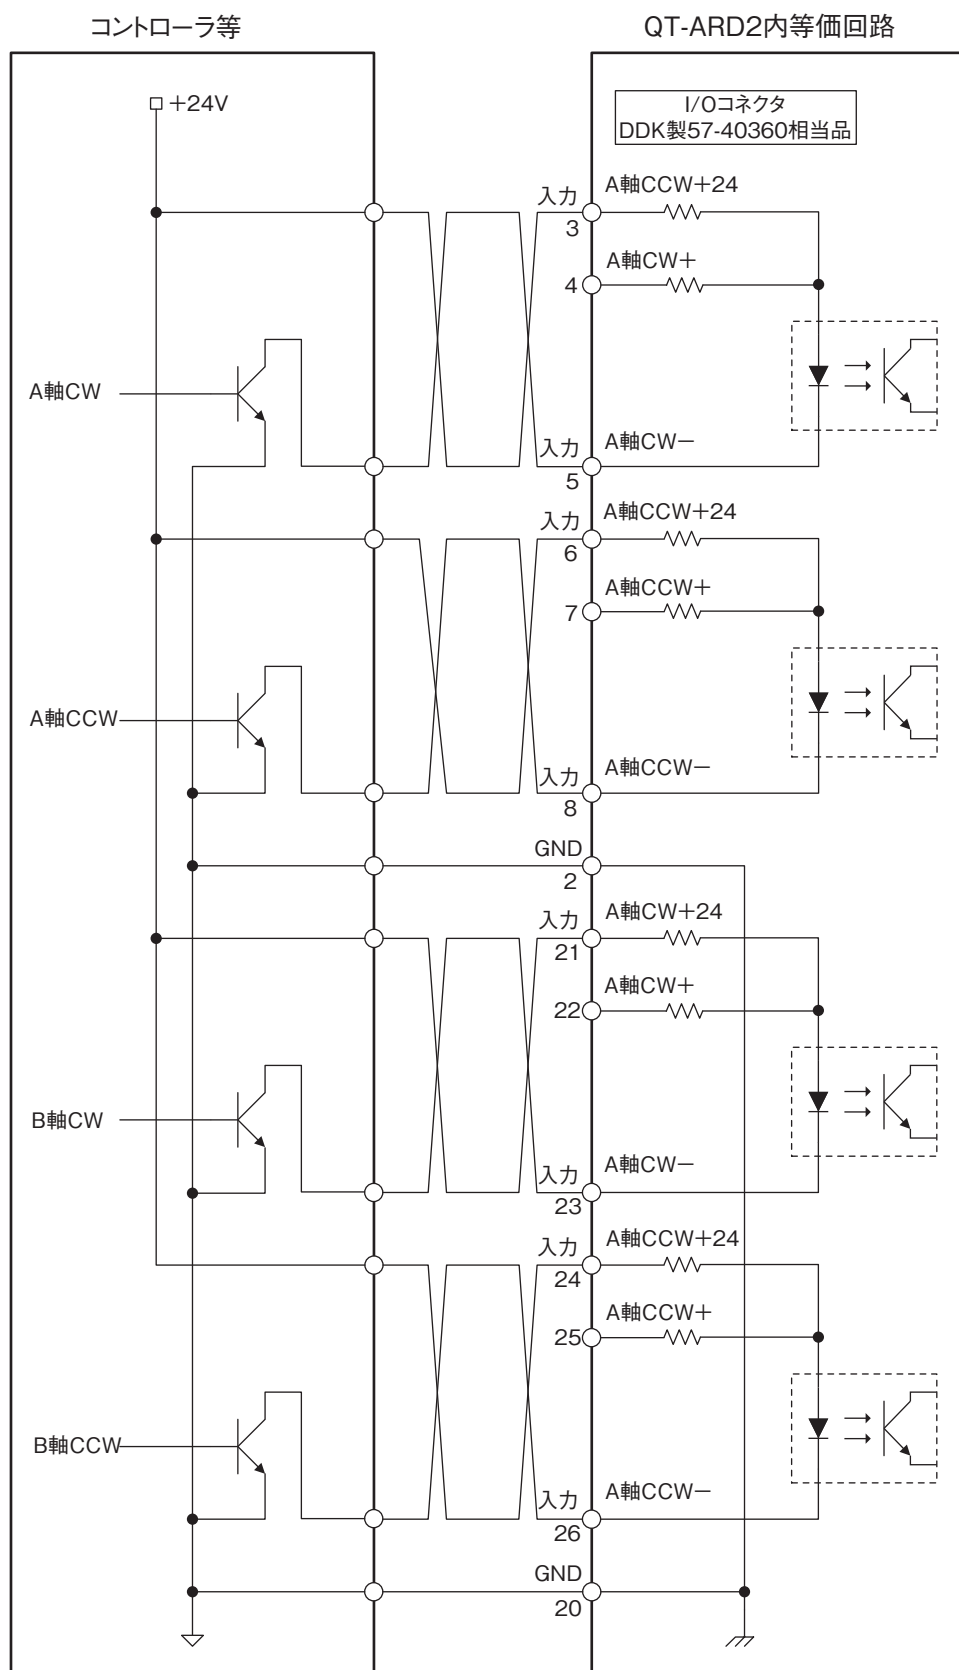 コントローラ等
QT-ARD2内等価回路
+24V
I/Oコネクタ
DDK製57-40360相当品
入力
3
A軸CCW+24
4
A軸CW+
A軸CW
入力
5
A軸CW−
入力
6
A軸CCW+24
7
A軸CCW+
A軸CCW
入力
8
A軸CCW−
GND
2
入力
21
A軸CW+24
22
A軸CW+
B軸CW
入力
23
A軸CW−
入力
24
A軸CCW+24
25
A軸CCW+
B軸CCW
入力
26
A軸CCW−
GND
20